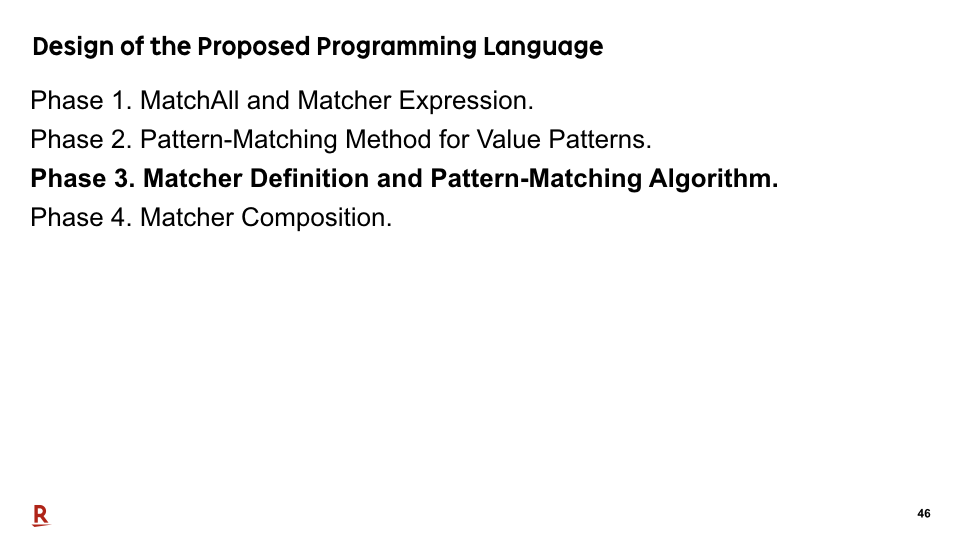 Design of the Proposed Programming Language
Phase 1. MatchAll and Matcher Expression.
Phase 2. Pattern-Matching Method for Value Patterns.
Phase 3. Matcher Definition and Pattern-Matching Algorithm.
Phase 4. Matcher Composition.
R
46